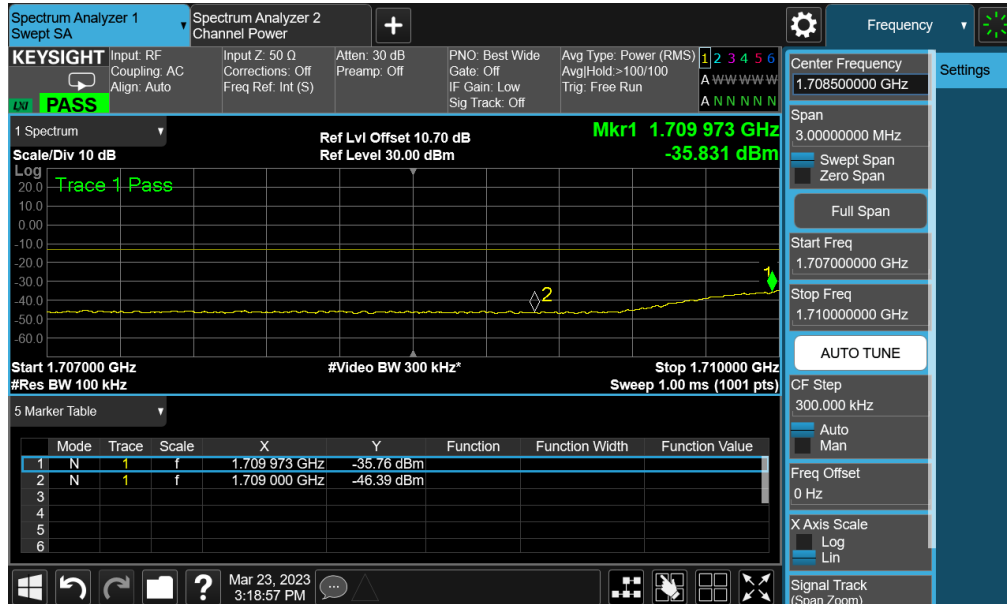 Spectrum Analyzer 1
Swept SA
Spectrum Analyzer 2
Channel Power
Frequency
KEYSIGHT
LXI
PASS
Input: RF
Coupling: AC
Align: Auto
Input Z: 50 Ω
Corrections: Off
Freq Ref: Int (S)
Atten: 30 dB
Preamp: Off
PNO: Best Wide
Gate: Off
IF Gain: Low
Sig Track: Off
Avg Type: Power (RMS)
Avg|Hold:>100/100
Trig: Free Run
1 2 3 4 5 6
A W W W W W
A N N N N N
1 Spectrum
Scale/Div 10 dB
Ref Lvl Offset 10.70 dB
Ref Level 30.00 dBm
Mkr1 1.709 973 GHz
-35.831 dBm
Log
Trace 1 Pass
20.0
10.0
0.00
-10.0
-20.0
-30.0
-40.0
-50.0
-60.0
1
2
Start 1.707000 GHz
#Res BW 100 kHz
#Video BW 300 kHz*
Stop 1.710000 GHz
Sweep 1.00 ms (1001 pts)
5 Marker Table
Mode Trace Scale X Y Function Function Width Function Value
1 N 1 f 1.709 973 GHz -35.76 dBm
2 N 1 f 1.709 000 GHz -46.39 dBm
3
4
5
6
Center Frequency
1.708500000 GHz
Span
3.00000000 MHz
Swept Span
Zero Span
Full Span
Start Freq
1.707000000 GHz
Stop Freq
1.710000000 GHz
AUTO TUNE
CF Step
300.000 kHz
Auto
Man
Freq Offset
0 Hz
X Axis Scale
Log
Lin
Signal Track
(Span Zoom)
Settings
?
Mar 23, 2023
3:18:57 PM